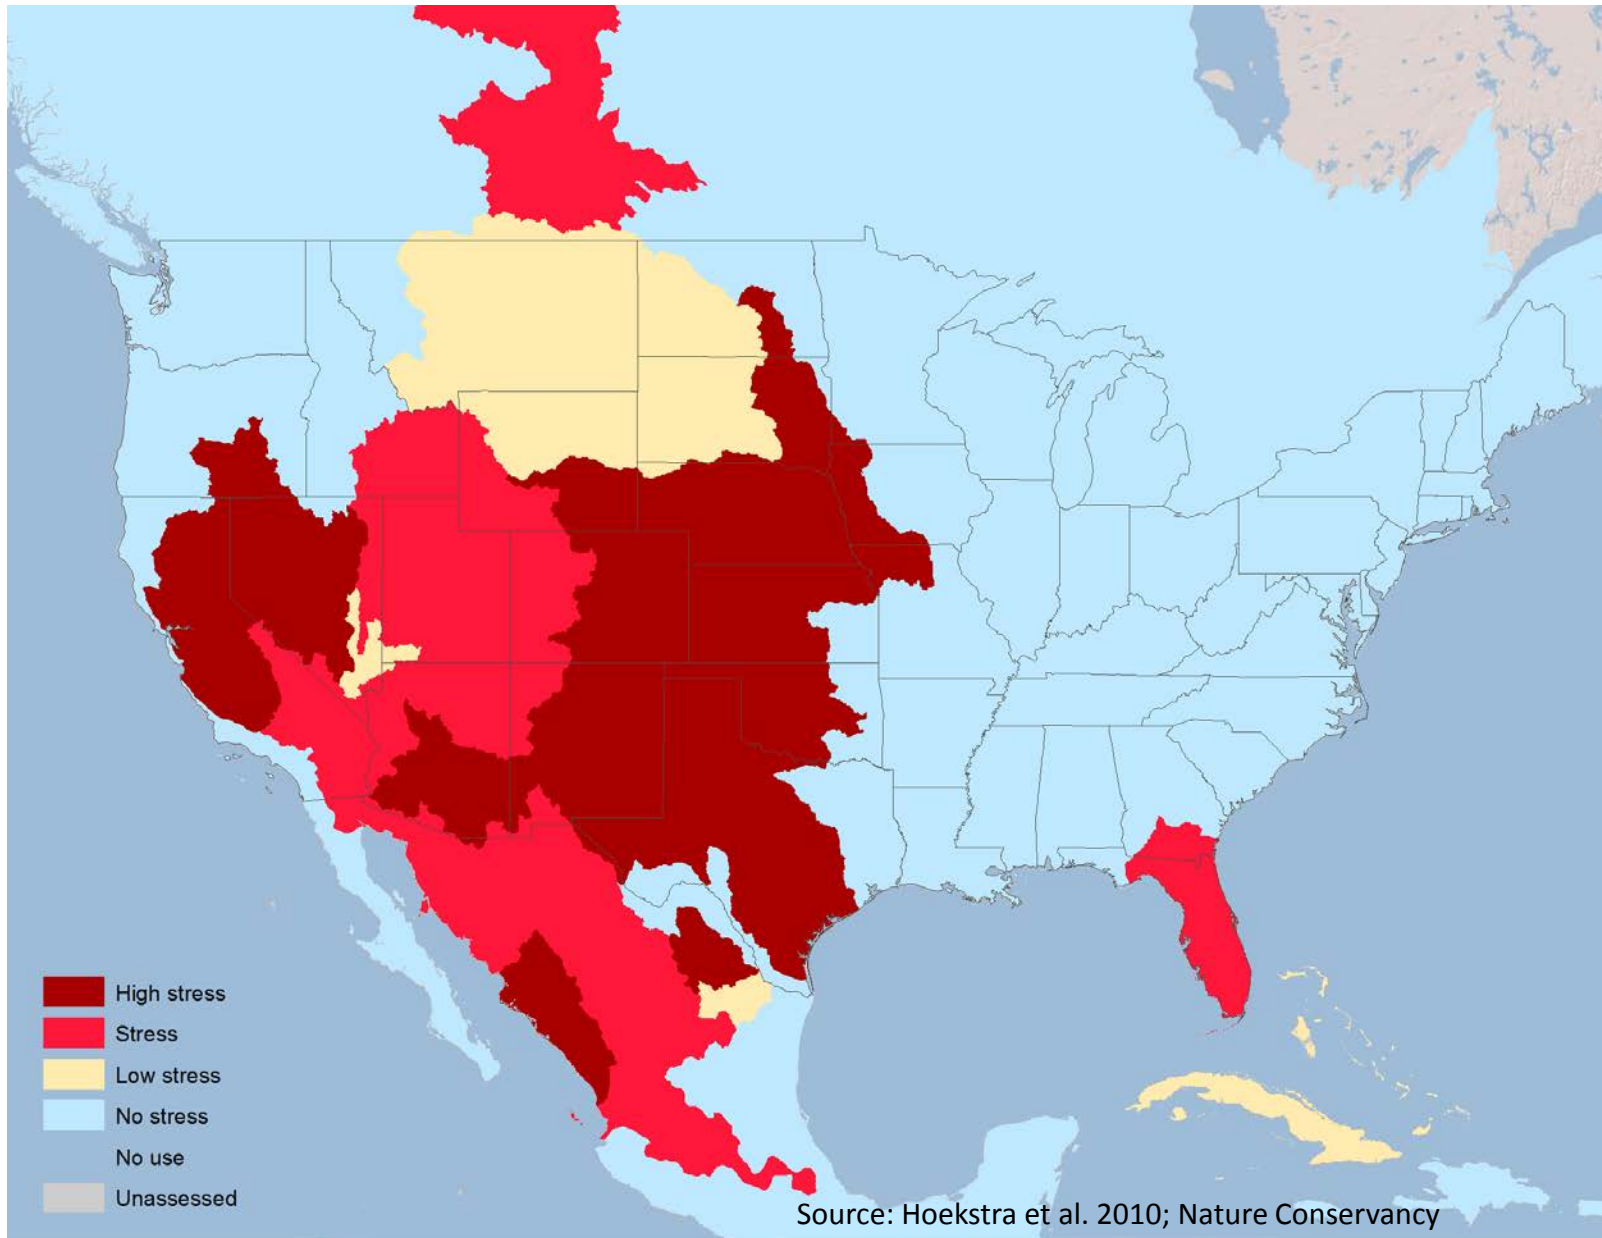 High stress
Stress
Low stress
No stress
No use
Unassessed
Source: Hoekstra et al. 2010; Nature Conservancy